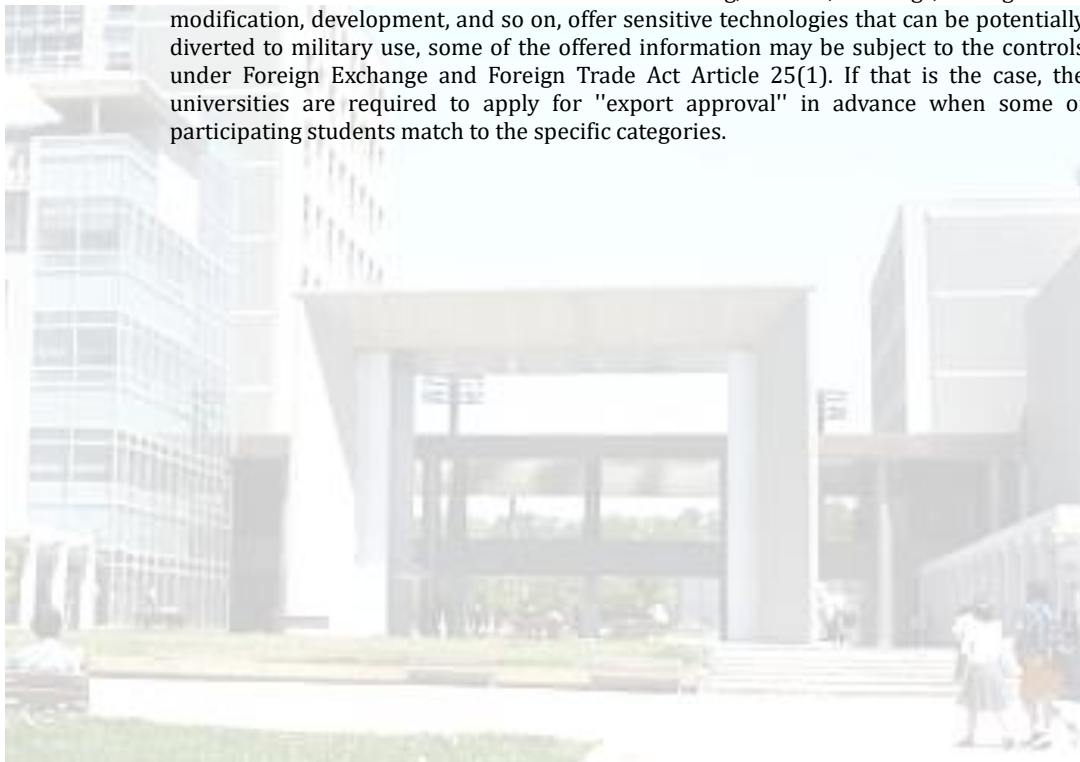 modification, development, and so on, offer sensitive technologies that can be potentially
diverted to military use, some of the offered information may be subject to the controls
under Foreign Exchange and Foreign Trade Act Article 25(1). If that is the case, the
universities are required to apply for "export approval" in advance when some of
participating students match to the specific categories.